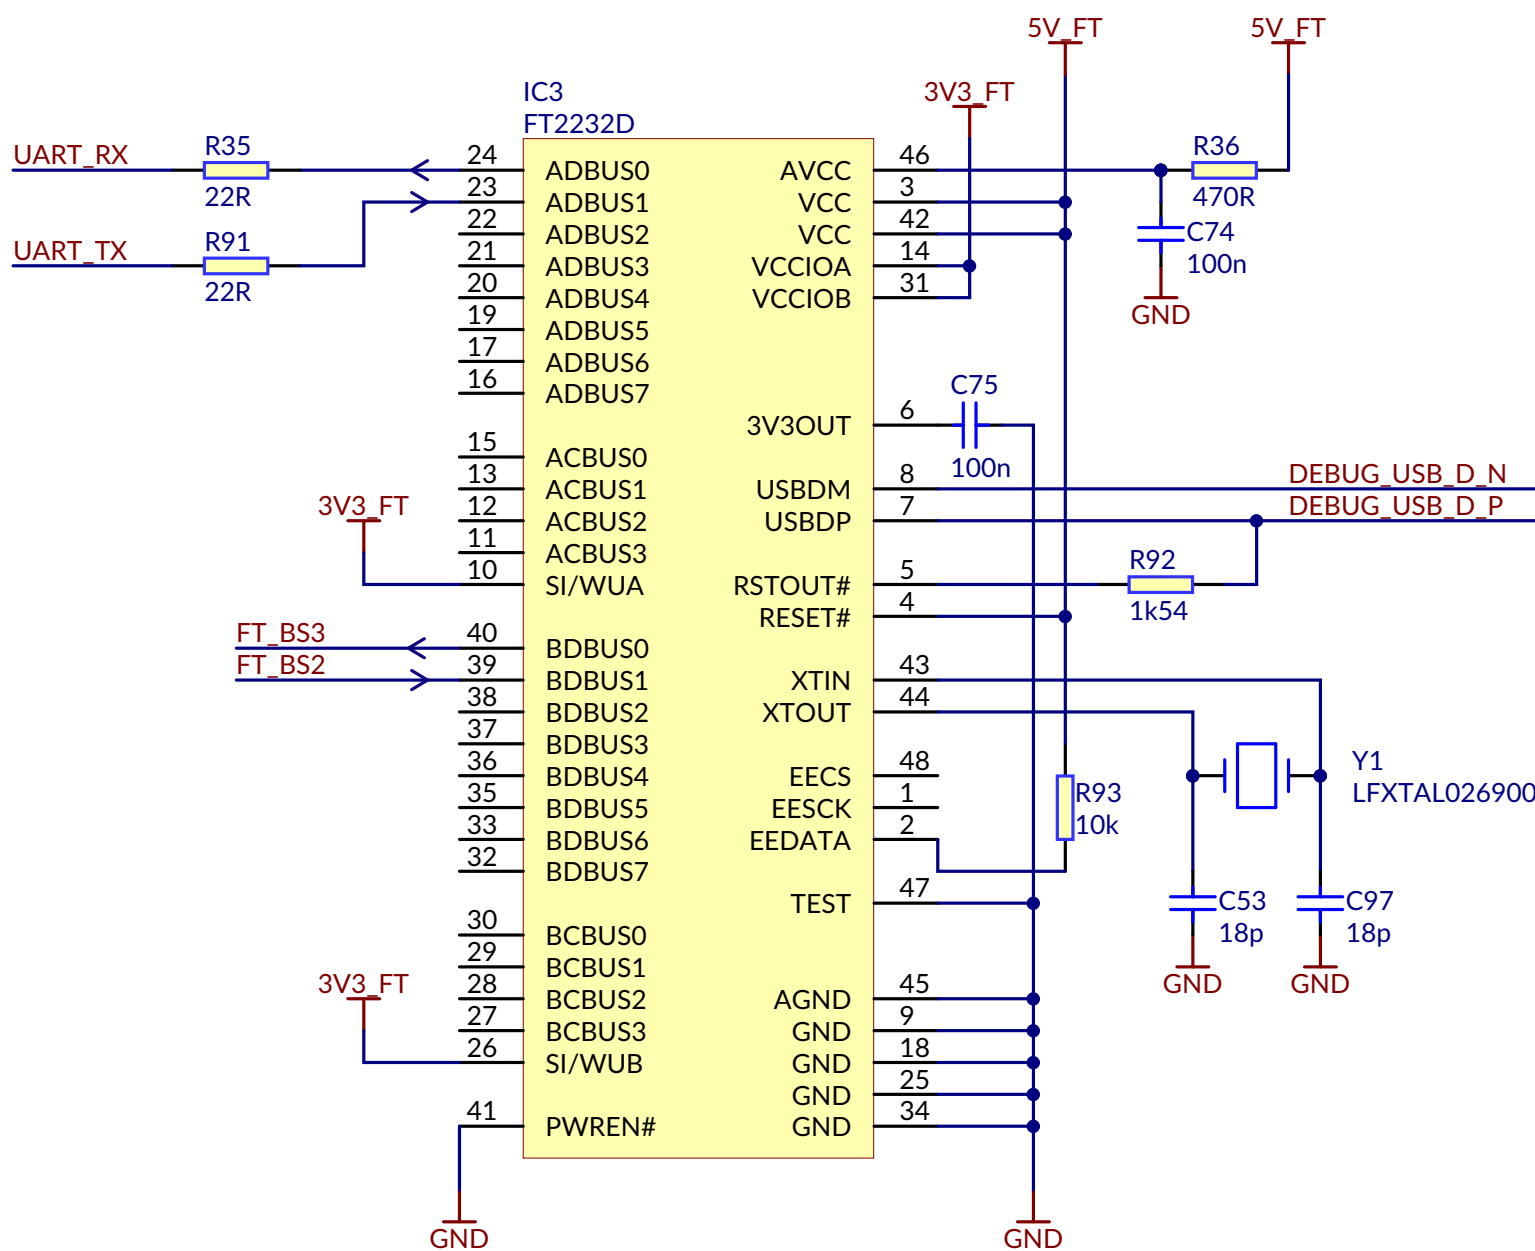 5V_FT
5V_FT
IC3
FT2232D
3V3_FT
UART_RX
R35
22R
UART_TX
R91
22R
24 ADBUS0
23 ADBUS1
22 ADBUS2
21 ADBUS3
20 ADBUS4
19 ADBUS5
17 ADBUS6
16 ADBUS7
15 ACBUS0
13 ACBUS1
12 ACBUS2
11 ACBUS3
10 SI/WUA
3V3_FT
FT_BS3
FT_BS2
40 BDBUS0
39 BDBUS1
38 BDBUS2
37 BDBUS3
36 BDBUS4
35 BDBUS5
33 BDBUS6
32 BDBUS7
30 BCBUS0
29 BCBUS1
28 BCBUS2
27 BCBUS3
26 SI/WUB
3V3_FT
41 PWREN#
GND
AVCC 46
VCC 3
VCC 42
VCCIOA 14
VCCIOB 31
3V3OUT 6
USBDM 8
USBDP 7
RSTOUT# 5
RESET# 4
XTIN 43
XTOUT 44
EECS 48
EESCK 1
EEDATA 2
TEST 47
AGND 45
GND 9
GND 18
GND 25
GND 34
GND
R36
470R
C74
100n
GND
C75
100n
DEBUG_USB_D_N
DEBUG_USB_D_P
R92
1k54
R93
10k
Y1
LFXTAL026900
C53
18p
GND
C97
18p
GND